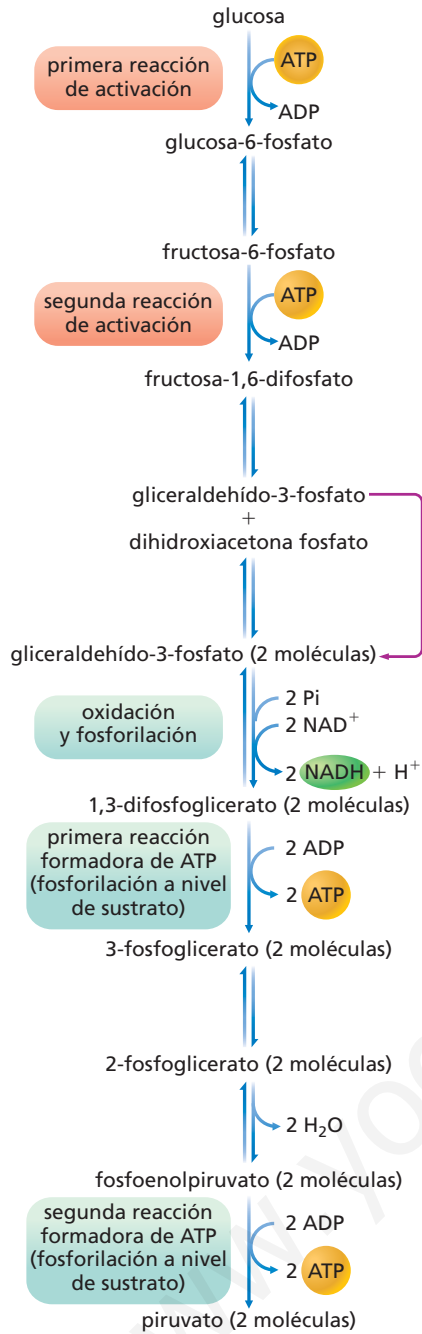 glucosa
primera reacción
de activación
ATP
ADP
glucosa-6-fosfato
fructosa-6-fosfato
segunda reacción
de activación
ATP
ADP
fructosa-1,6-difosfato
gliceraldehído-3-fosfato
+
dihidroxiacetona fosfato
gliceraldehído-3-fosfato (2 moléculas)
oxidación
y fosforilación
2 Pi
2 NAD⁺
2 NADH + H⁺
1,3-difosfoglicerato (2 moléculas)
primera reacción
formadora de ATP
(fosforilación a nivel
de sustrato)
2 ADP
2 ATP
3-fosfoglicerato (2 moléculas)
2-fosfoglicerato (2 moléculas)
2 H₂O
fosfoenolpiruvato (2 moléculas)
segunda reacción
formadora de ATP
(fosforilación a nivel
de sustrato)
2 ADP
2 ATP
piruvato (2 moléculas)